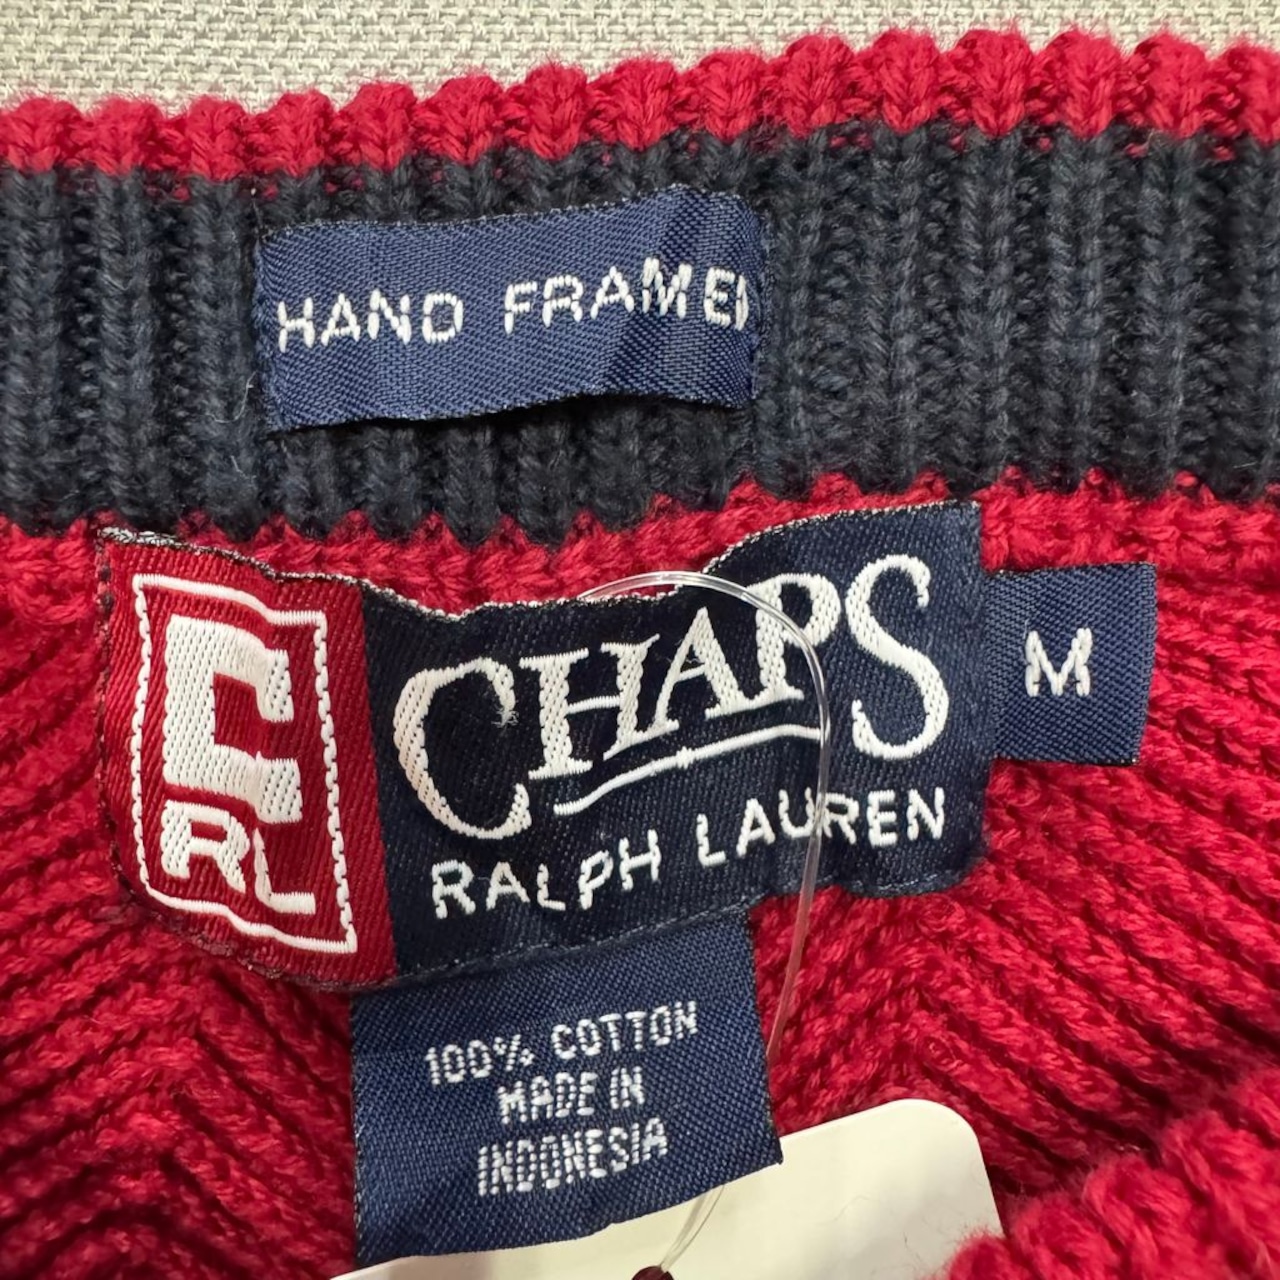 HAND FRAMED
C
RL
CHAPS
RALPH LAUREN
M
100% COTTON
MADE IN
INDONESIA